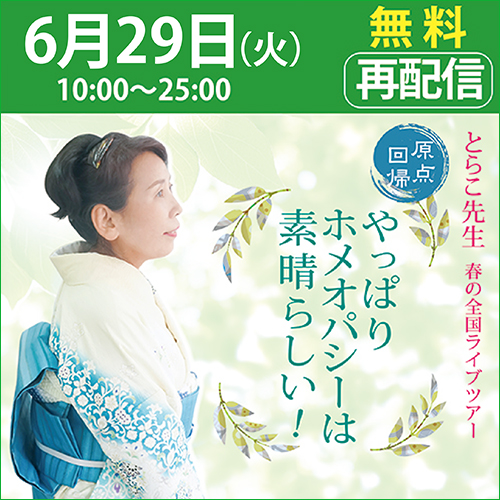 6月29日(火)
10:00～25:00
無料
再配信
とらこ先生 春の全国ライブツアー
原点
回帰
やっぱり
ホメオパシーは
素晴らしい！